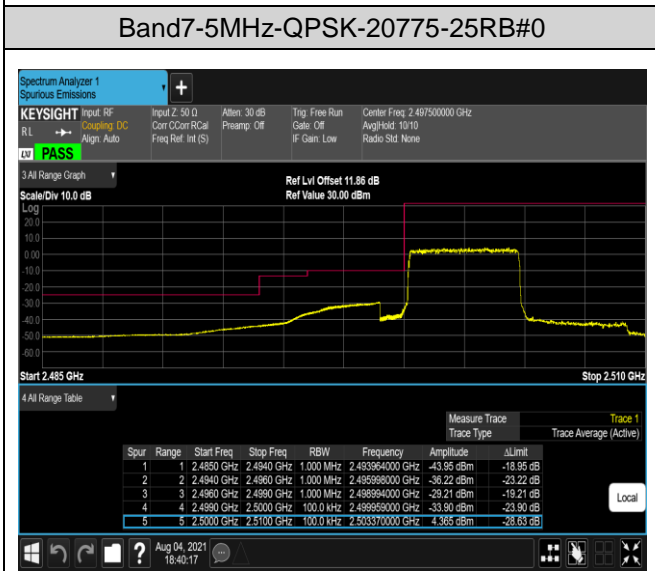 Band7-5MHz-QPSK-20775-25RB#0
Spectrum Analyzer 1
Spurious Emissions
+
KEYSIGHT Input: RF Input Z: 50 Ω Atten: 30 dB Trig: Free Run Center Freq: 2.497500000 GHz
RL Coupling: DC Corr CCorr RCal Preamp: Off Gate: Off Avg|Hold: 10/10
Align: Auto Freq Ref: Int (S) IF Gain: Low Radio Std: None
LXI PASS
3 All Range Graph
Ref Lvl Offset 11.86 dB
Scale/Div 10.0 dB Ref Value 30.00 dBm
Log
20.0
10.0
0.00
-10.0
-20.0
-30.0
-40.0
-50.0
-60.0
Start 2.485 GHz Stop 2.510 GHz
4 All Range Table
Measure Trace Trace 1
Trace Type Trace Average (Active)
Spur Range Start Freq Stop Freq RBW Frequency Amplitude ΔLimit
1 1 2.4850 GHz 2.4940 GHz 1.000 MHz 2.493964000 GHz -43.95 dBm -18.95 dB
2 2 2.4940 GHz 2.4960 GHz 1.000 MHz 2.495998000 GHz -36.22 dBm -23.22 dB
3 3 2.4960 GHz 2.4990 GHz 1.000 MHz 2.498994000 GHz -29.21 dBm -19.21 dB
4 4 2.4990 GHz 2.5000 GHz 100.0 kHz 2.499959000 GHz -33.90 dBm -23.90 dB
5 5 2.5000 GHz 2.5100 GHz 100.0 kHz 2.503370000 GHz 4.365 dBm -28.63 dB
Local
? Aug 04, 2021
18:40:17